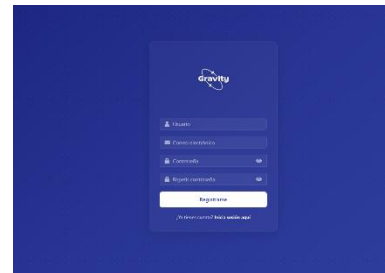 Gravity
Usuario
Correo electrónico
Contraseña
Repetir contraseña
Registrarse
¿Ya tienes cuenta? Inicia sesión aquí